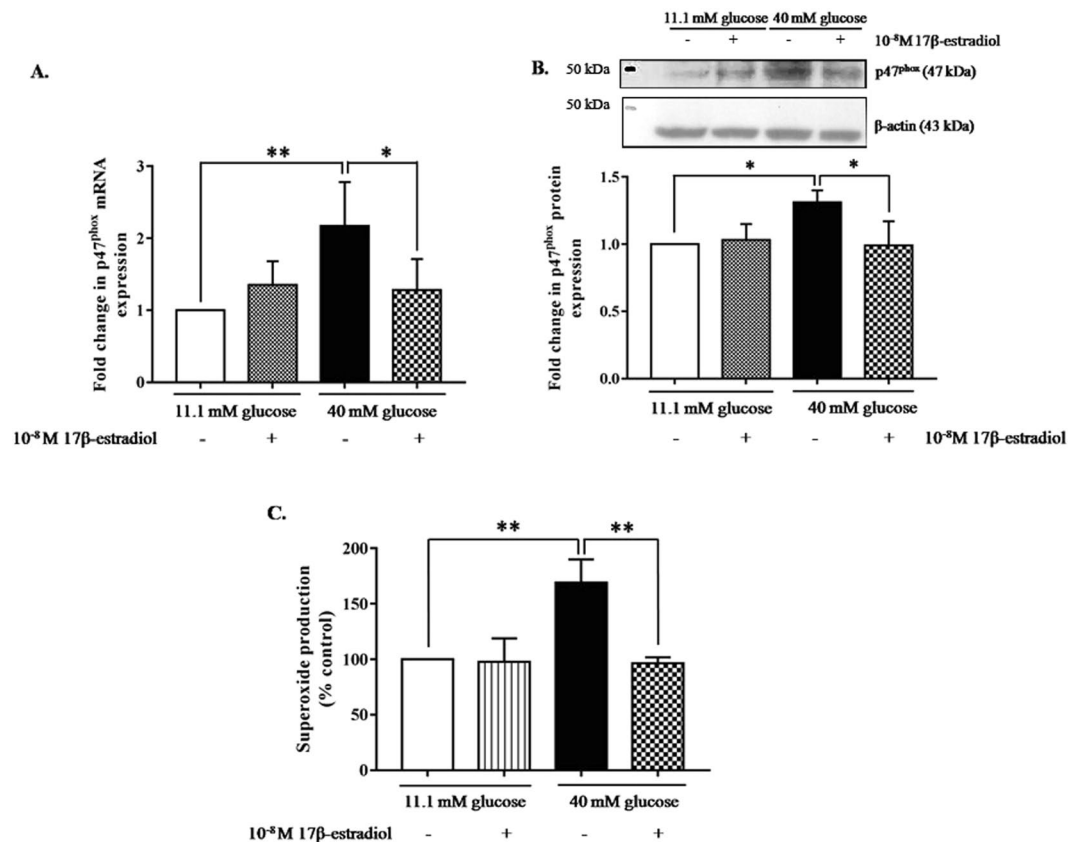 A.
Fold change in p47ᵖʰᵒˣ mRNA
expression
3
2
1
0
**
*
11.1 mM glucose 40 mM glucose
10⁻⁸M 17β-estradiol - + - +
B.
11.1 mM glucose 40 mM glucose
- + - + 10⁻⁸M 17β-estradiol
50 kDa p47ᵖʰᵒˣ (47 kDa)
50 kDa
β-actin (43 kDa)
Fold change in p47ᵖʰᵒˣ protein
expression
1.5
1.0
0.5
0.0
*
*
11.1 mM glucose 40 mM glucose
- + - + 10⁻⁸M 17β-estradiol
C.
Superoxide production
(% control)
200
150
100
50
0
**
**
11.1 mM glucose 40 mM glucose
10⁻⁸M 17β-estradiol - + - +